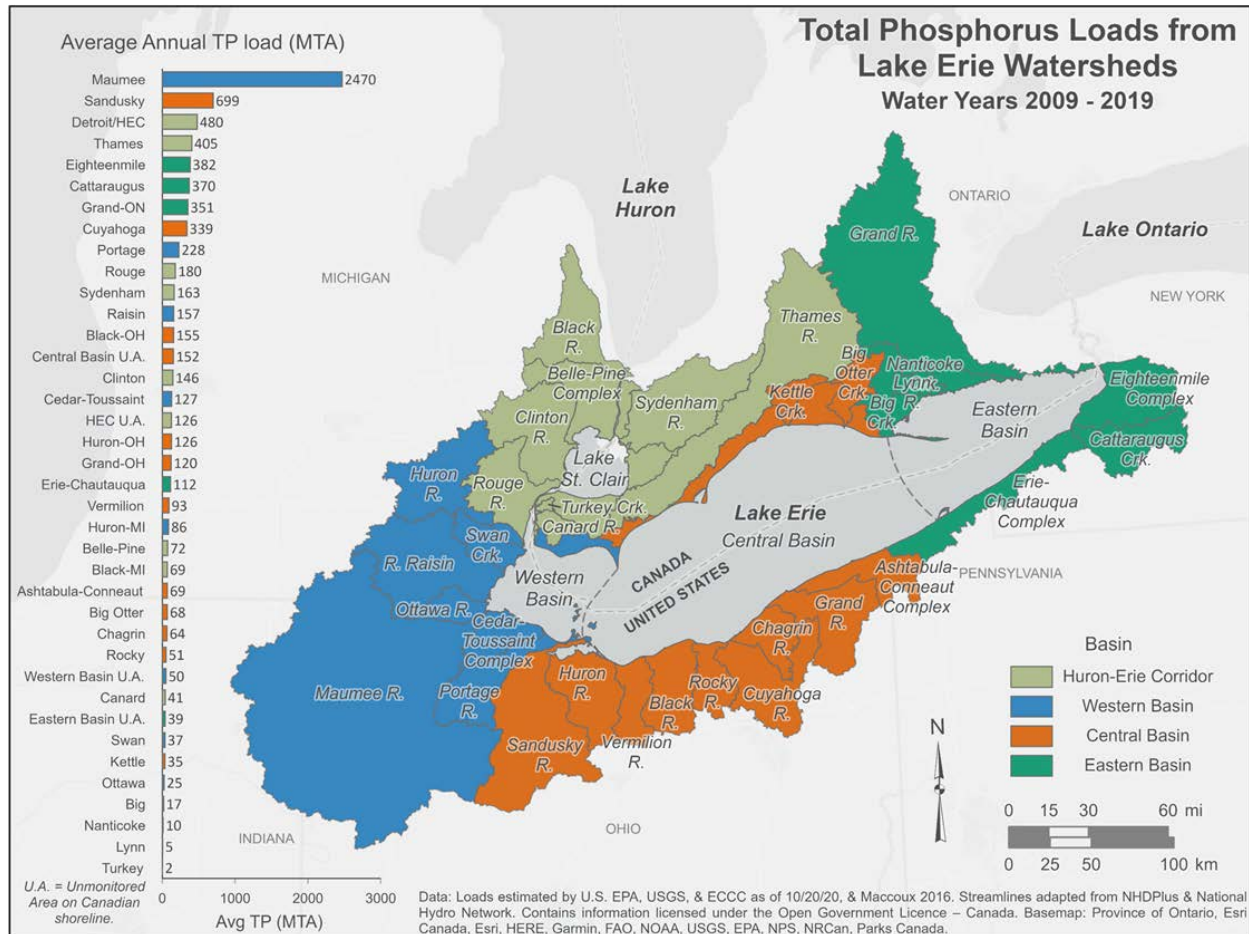 Total Phosphorus Loads from
Lake Erie Watersheds
Water Years 2009 - 2019
Average Annual TP load (MTA)
Maumee 2470
Sandusky 699
Detroit/HEC 480
Thames 405
Eighteenmile 382
Cattaraugus 370
Grand-ON 351
Cuyahoga 339
Portage 228
Rouge 180
Sydenham 163
Raisin 157
Black-OH 155
Central Basin U.A. 152
Clinton 146
Cedar-Toussaint 127
HEC U.A. 126
Huron-OH 126
Grand-OH 120
Erie-Chautauqua 112
Vermilion 93
Huron-MI 86
Belle-Pine 72
Black-MI 69
Ashtabula-Conneaut 69
Big Otter 68
Chagrin 64
Rocky 51
Western Basin U.A. 50
Canard 41
Eastern Basin U.A. 39
Swan 37
Kettle 35
Ottawa 25
Big 17
Nanticoke 10
Lynn 5
Turkey 2
0 1000 2000 3000
Avg TP (MTA)
U.A. = Unmonitored
Area on Canadian
shoreline.
Lake
Huron
ONTARIO
Lake Ontario
MICHIGAN
NEW YORK
Grand R.
Thames
R.
Black
R.
Belle-Pine
Complex
Big
Otter
Crk.
Nanticoke
Lynn
R.
Big
Crk.
Kettle
Crk.
Sydenham
R.
Clinton
R.
Eighteenmile
Complex
Cattaraugus
Crk.
Eastern
Basin
Lake
St. Clair
Huron
R.
Rouge
R.
Turkey Crk.
Canard R.
Erie-
Chautauqua
Complex
Lake Erie
Central Basin
Swan
Crk.
R. Raisin
Western
Basin
CANADA
UNITED STATES
Ashtabula-
Conneaut
Complex
PENNSYLVANIA
Ottawa R.
Cedar-
Toussaint
Complex
Grand
R.
Chagrin
R.
Maumee R.
Portage
R.
Huron
R.
Rocky
R.
Cuyahoga
R.
Black
R.
Vermilion
R.
Sandusky
R.
INDIANA
OHIO
Basin
Huron-Erie Corridor
Western Basin
Central Basin
Eastern Basin
N
0 15 30 60 mi
0 25 50 100 km
Data: Loads estimated by U.S. EPA, USGS, & ECCC as of 10/20/20, & Maccoux 2016. Streamlines adapted from NHDPlus & National
Hydro Network. Contains information licensed under the Open Government Licence – Canada. Basemap: Province of Ontario, Esri
Canada, Esri, HERE, Garmin, FAO, NOAA, USGS, EPA, NPS, NRCan, Parks Canada.